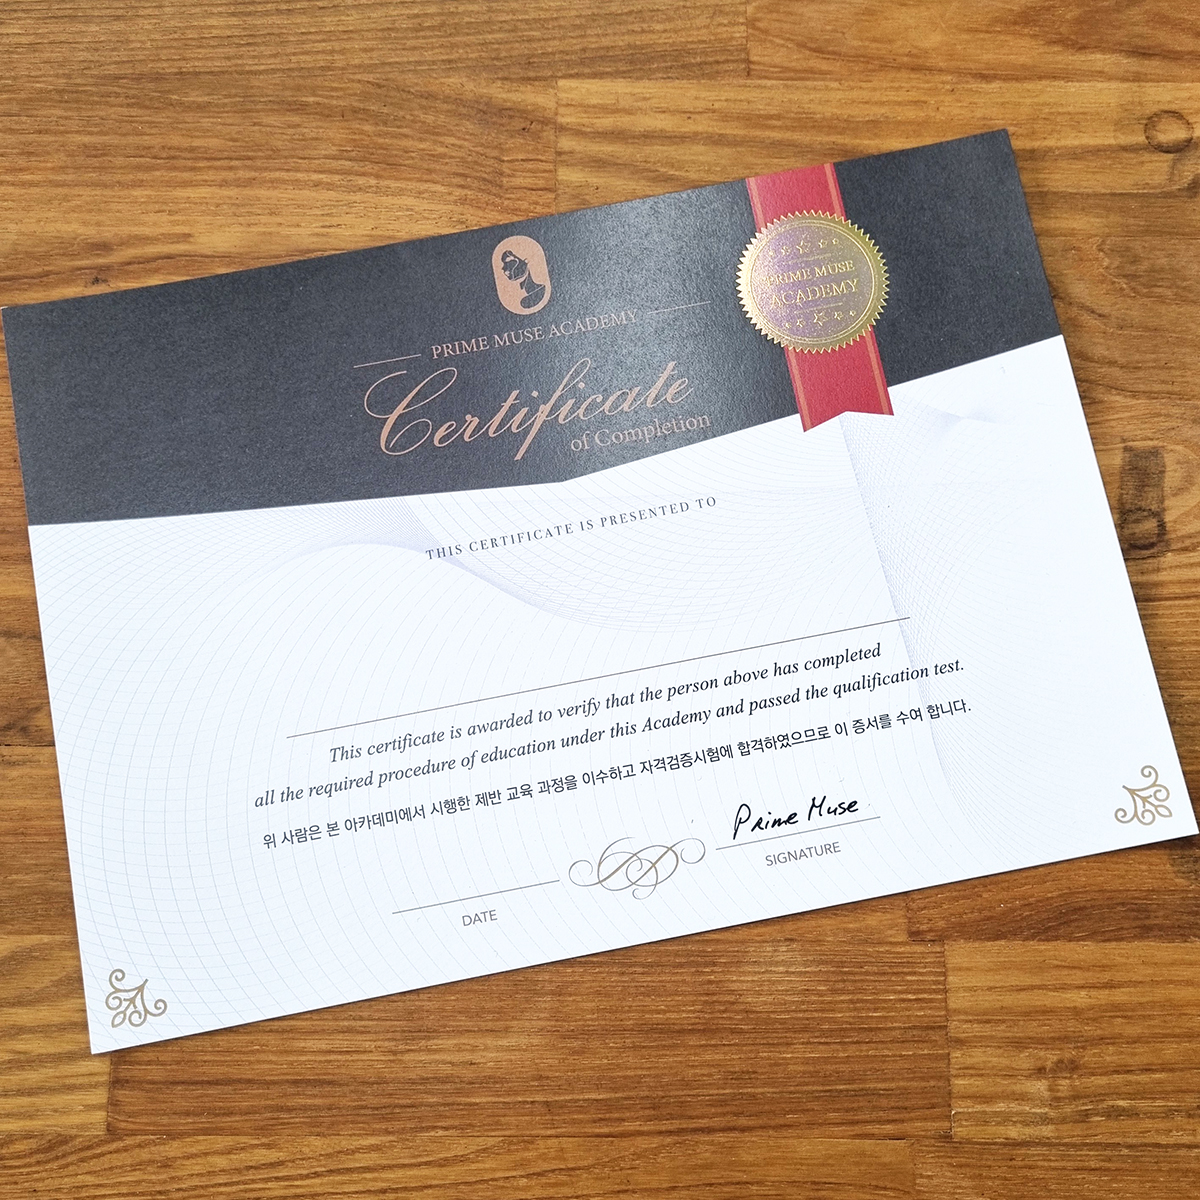 PRIME MUSE ACADEMY
Certificate
of Completion
PRIME MUSE
ACADEMY
THIS CERTIFICATE IS PRESENTED TO
This certificate is awarded to verify that the person above has completed
all the required procedure of education under this Academy and passed the qualification test.
위 사람은 본 아카데미에서 시행한 제반 교육 과정을 이수하고 자격검증시험에 합격하였으므로 이 증서를 수여 합니다.
Prime Muse
DATE
SIGNATURE